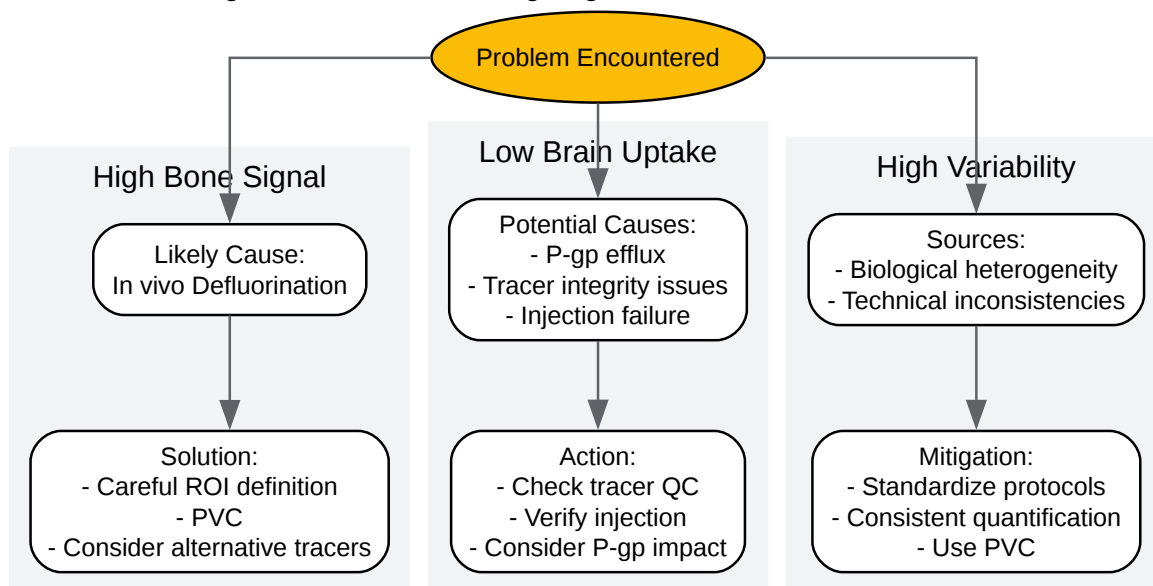 Problem Encountered
High Bone Signal
Likely Cause:
In vivo Defluorination
Solution:
- Careful ROI definition
- PVC
- Consider alternative tracers
Low Brain Uptake
Potential Causes:
- P-gp efflux
- Tracer integrity issues
- Injection failure
Action:
- Check tracer QC
- Verify injection
- Consider P-gp impact
High Variability
Sources:
- Biological heterogeneity
- Technical inconsistencies
Mitigation:
- Standardize protocols
- Consistent quantification
- Use PVC